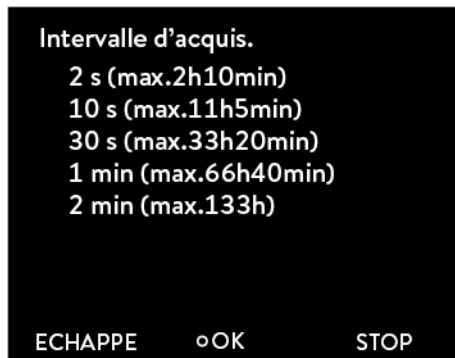 Intervalle d'acquis.
2 s (max.2h10min)
10 s (max.11h5min)
30 s (max.33h20min)
1 min (max.66h40min)
2 min (max.133h)
ECHAPPE oOK STOP